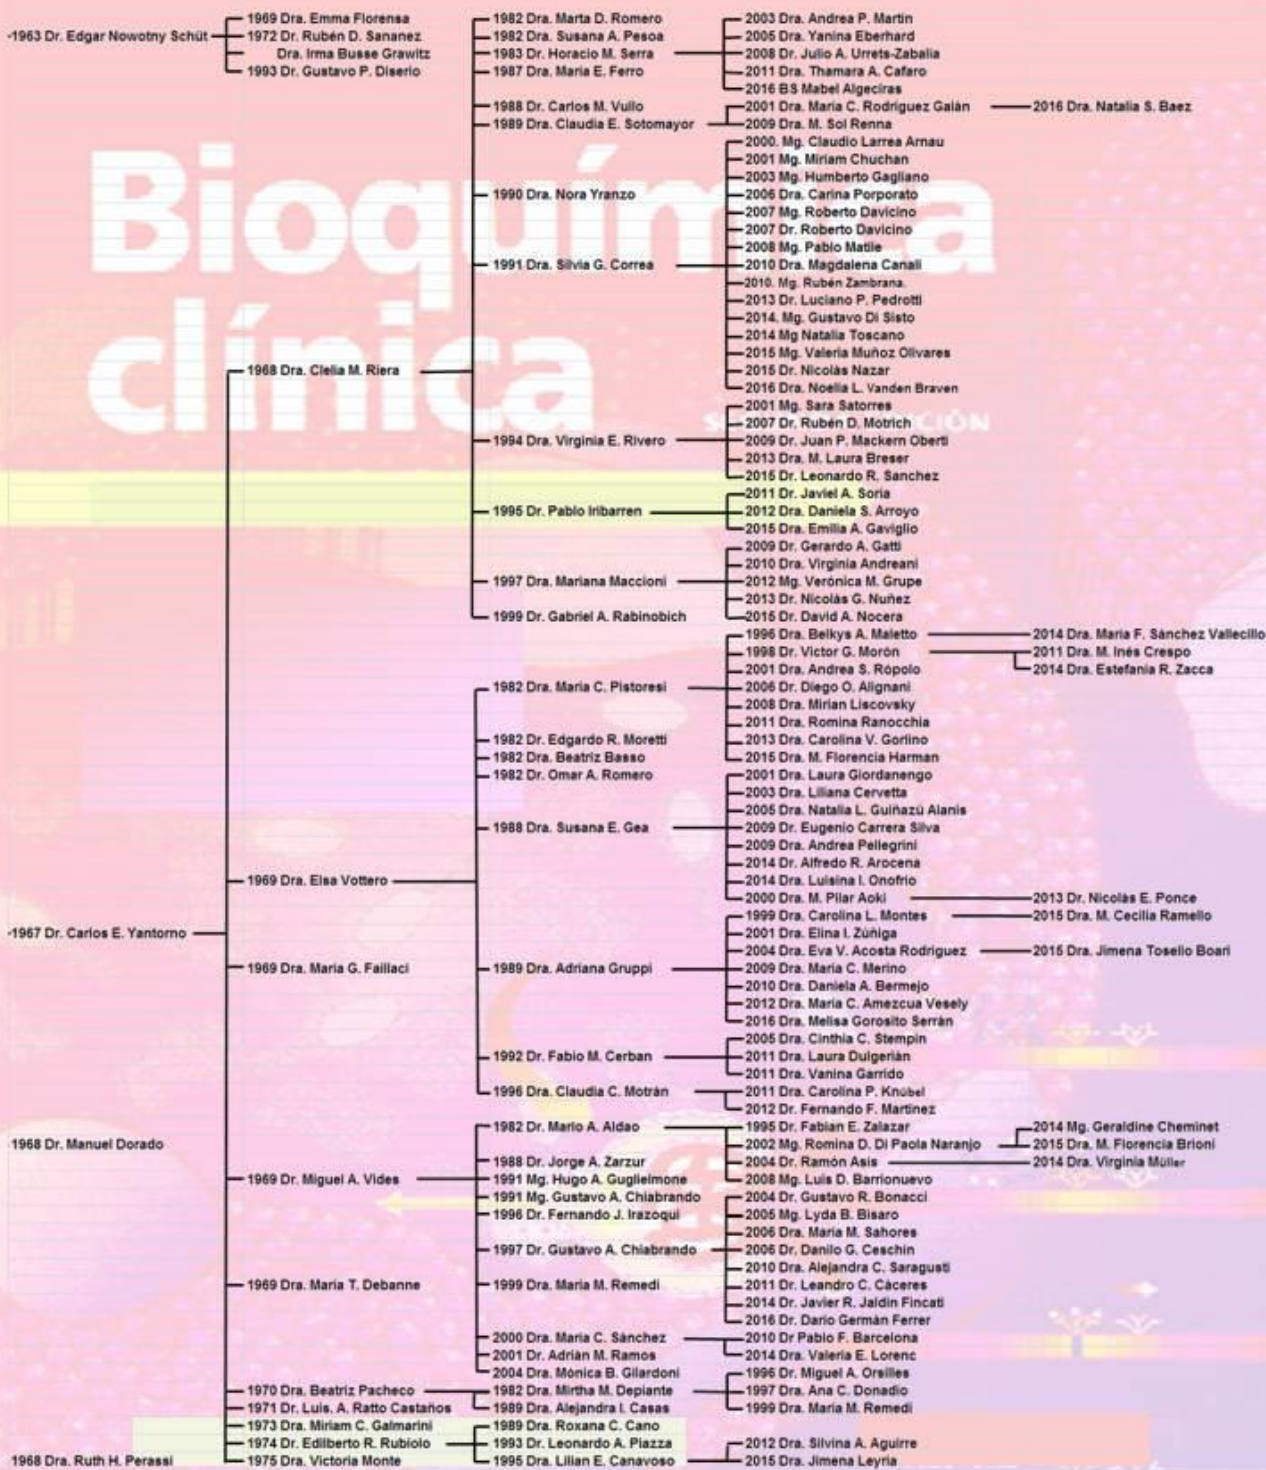 -1963 Dr. Edgar Nowotny Schüt
1969 Dra. Emma Florensa
1972 Dr. Rubén D. Sananez
Dra. Irma Busse Grawitz
1993 Dr. Gustavo P. Diserio
-1967 Dr. Carlos E. Yantorno
1968 Dr. Manuel Dorado
1968 Dra. Ruth H. Perassi
1968 Dra. Clelia M. Riera
1969 Dra. Elsa Vottero
1969 Dra. Maria G. Faillaci
1969 Dr. Miguel A. Vides
1969 Dra. Maria T. Debanne
1970 Dra. Beatriz Pacheco
1971 Dr. Luis. A. Ratto Castaños
1973 Dra. Miriam C. Galmarini
1974 Dr. Edilberto R. Rubiolo
1975 Dra. Victoria Monte
1982 Dra. Marta D. Romero
1982 Dra. Susana A. Pesoa
1983 Dr. Horacio M. Serra
1987 Dra. Maria E. Ferro
1988 Dr. Carlos M. Vullo
1989 Dra. Claudia E. Sotomayor
1990 Dra. Nora Yranzo
1991 Dra. Silvia G. Correa
1994 Dra. Virginia E. Rivero
1995 Dr. Pablo Iribarren
1997 Dra. Mariana Maccioni
1999 Dr. Gabriel A. Rabinobich
1982 Dra. Maria C. Pistoresi
1982 Dr. Edgardo R. Moretti
1982 Dra. Beatriz Basso
1982 Dr. Omar A. Romero
1988 Dra. Susana E. Gea
1989 Dra. Adriana Gruppi
1992 Dr. Fabio M. Cerban
1996 Dra. Claudia C. Motrán
1982 Dr. Mario A. Aldao
1988 Dr. Jorge A. Zarzur
1991 Mg. Hugo A. Guglielmone
1991 Mg. Gustavo A. Chiabrando
1996 Dr. Fernando J. Irazoqui
1997 Dr. Gustavo A. Chiabrando
1999 Dra. Maria M. Remedi
2000 Dra. Maria C. Sánchez
2001 Dr. Adrián M. Ramos
2004 Dra. Mónica B. Gilardoni
1982 Dra. Mirtha M. Depiante
1989 Dra. Alejandra I. Casas
1989 Dra. Roxana C. Cano
1993 Dr. Leonardo A. Piazza
1995 Dra. Lilian E. Canavoso
2003 Dra. Andrea P. Martin
2005 Dra. Yanina Eberhard
2008 Dr. Julio A. Urrets-Zabalia
2011 Dra. Thamara A. Cafaro
2016 BS Mabel Algeciras
2001 Dra. Maria C. Rodriguez Galán
2009 Dra. M. Sol Renna
2000. Mg. Claudio Larrea Arnau
2001 Mg. Miriam Chuchan
2003 Mg. Humberto Gagliano
2006 Dra. Carina Porporato
2007 Mg. Roberto Davicino
2007 Dr. Roberto Davicino
2008 Mg. Pablo Matile
2010 Dra. Magdalena Canali
2010. Mg. Rubén Zambrana.
2013 Dr. Luciano P. Pedrotti
2014. Mg. Gustavo Di Sisto
2014 Mg Natalia Toscano
2015 Mg. Valeria Muñoz Olivares
2015 Dr. Nicolás Nazar
2016 Dra. Noelia L. Vanden Braven
2001 Mg. Sara Satorres
2007 Dr. Rubén D. Motrich
2009 Dr. Juan P. Mackern Oberti
2013 Dra. M. Laura Breser
2015 Dr. Leonardo R. Sanchez
2011 Dr. Javiel A. Soria
2012 Dra. Daniela S. Arroyo
2015 Dra. Emilia A. Gaviglio
2009 Dr. Gerardo A. Gatti
2010 Dra. Virginia Andreani
2012 Mg. Verónica M. Grupe
2013 Dr. Nicolás G. Nuñez
2015 Dr. David A. Nocera
1996 Dra. Belkys A. Maletto
1998 Dr. Victor G. Morón
2001 Dra. Andrea S. Rópolo
2006 Dr. Diego O. Alignani
2008 Dra. Mirian Liscovsky
2011 Dra. Romina Ranocchia
2013 Dra. Carolina V. Gorlino
2015 Dra. M. Florencia Harman
2001 Dra. Laura Giordanengo
2003 Dra. Liliana Cervetta
2005 Dra. Natalia L. Guiñazú Alanis
2009 Dr. Eugenio Carrera Silva
2009 Dra. Andrea Pellegrini
2014 Dr. Alfredo R. Arocena
2014 Dra. Luisina I. Onofrio
2000 Dra. M. Pilar Aoki
1999 Dra. Carolina L. Montes
2001 Dra. Elina I. Zúñiga
2004 Dra. Eva V. Acosta Rodriguez
2009 Dra. Maria C. Merino
2010 Dra. Daniela A. Bermejo
2012 Dra. Maria C. Amezcua Vesely
2016 Dra. Melisa Gorosito Serrán
2005 Dra. Cinthia C. Stempin
2011 Dra. Laura Dulgerián
2011 Dra. Vanina Garrido
2011 Dra. Carolina P. Knübel
2012 Dr. Fernando F. Martinez
1995 Dr. Fabian E. Zalazar
2002 Mg. Romina D. Di Paola Naranjo
2004 Dr. Ramón Asis
2008 Mg. Luis D. Barrionuevo
2004 Dr. Gustavo R. Bonacci
2005 Mg. Lyda B. Bisaro
2006 Dra. Maria M. Sahores
2006 Dr. Danilo G. Ceschin
2010 Dra. Alejandra C. Saragusti
2011 Dr. Leandro C. Cáceres
2014 Dr. Javier R. Jaldin Fincati
2016 Dr. Dario Germán Ferrer
2010 Dr Pablo F. Barcelona
2014 Dra. Valeria E. Lorenc
1996 Dr. Miguel A. Orsilles
1997 Dra. Ana C. Donadio
1999 Dra. Maria M. Remedi
2012 Dra. Silvina A. Aguirre
2015 Dra. Jimena Leyria
2016 Dra. Natalia S. Baez
2014 Dra. Maria F. Sánchez Vallecillo
2011 Dra. M. Inés Crespo
2014 Dra. Estefania R. Zacca
2013 Dr. Nicolás E. Ponce
2015 Dra. M. Cecilia Ramello
2015 Dra. Jimena Tosello Boari
2014 Mg. Geraldine Cheminet
2015 Dra. M. Florencia Brioni
2014 Dra. Virginia Müller
Bioquímica
clínica